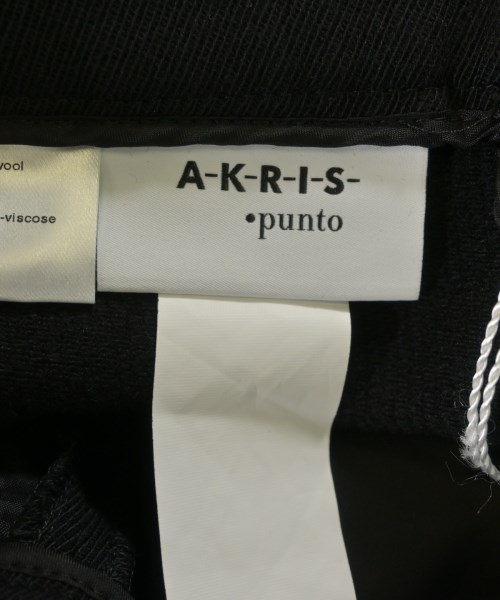 wool
-viscose
A-K-R-I-S-
•punto